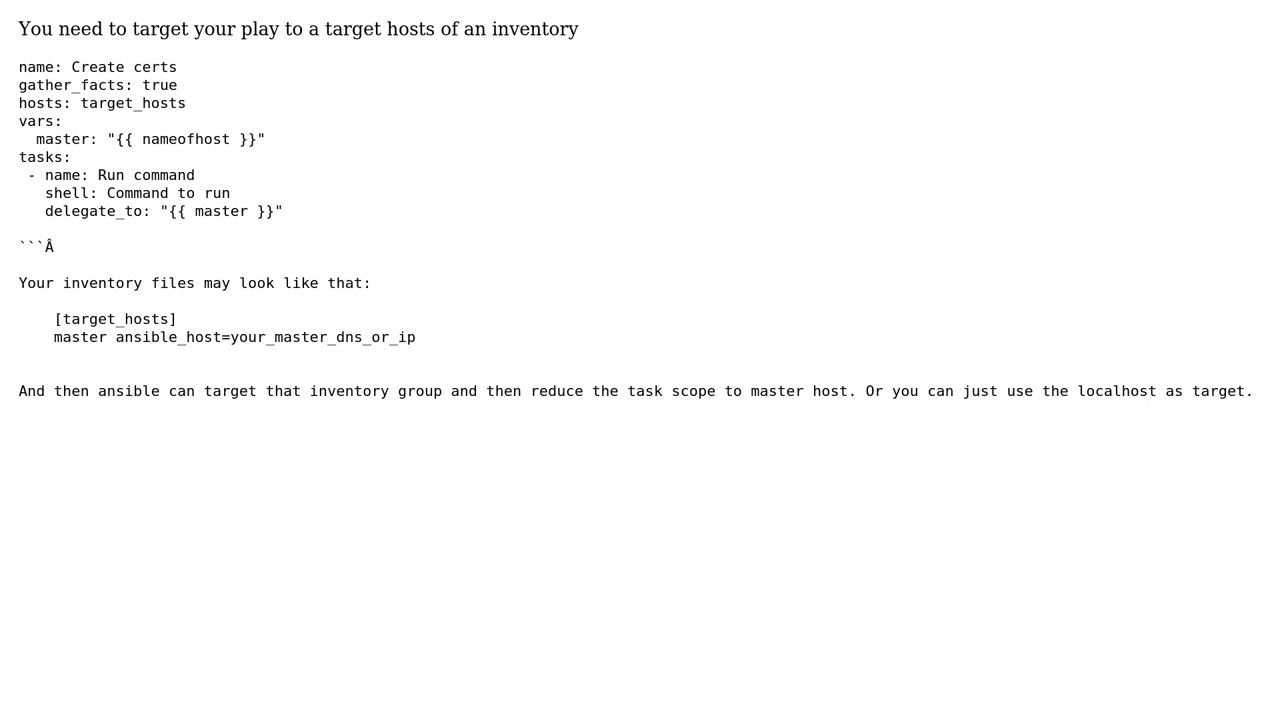 You need to target your play to a target hosts of an inventory
name: Create certs
gather_facts: true
hosts: target_hosts
vars:
  master: "{{ nameofhost }}"
tasks:
 - name: Run command
   shell: Command to run
   delegate_to: "{{ master }}"
```Â
Your inventory files may look like that:
    [target_hosts]
    master ansible_host=your_master_dns_or_ip
And then ansible can target that inventory group and then reduce the task scope to master host. Or you can just use the localhost as target.